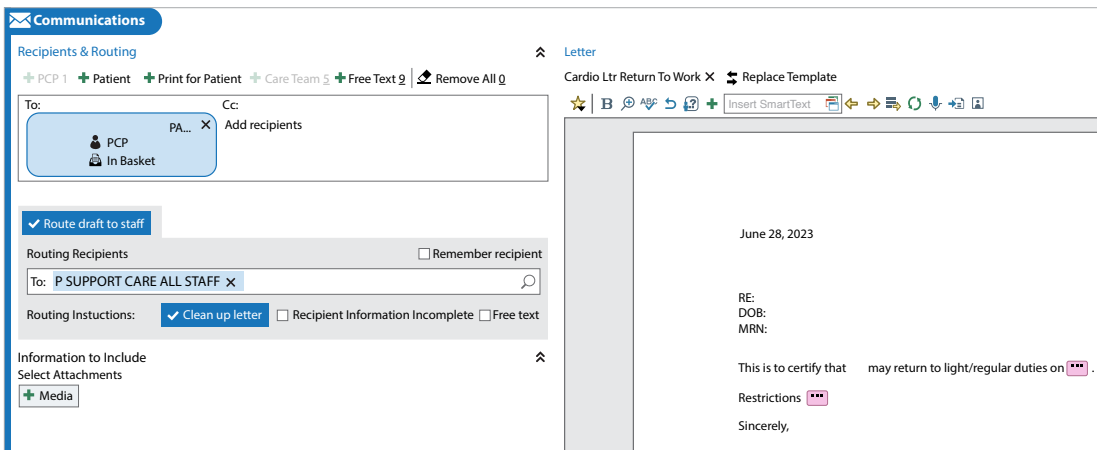 Communications
Recipients & Routing
PCP 1 Patient Print for Patient Care Team 5 Free Text 9 Remove All 0
To: Cc:
PA... Add recipients
PCP
In Basket
Route draft to staff
Routing Recipients Remember recipient
To: P SUPPORT CARE ALL STAFF
Routing Instuctions: Clean up letter Recipient Information Incomplete Free text
Information to Include
Select Attachments
Media
Letter
Cardio Ltr Return To Work Replace Template
B ABC Insert SmartText
June 28, 2023
RE:
DOB:
MRN:
This is to certify that may return to light/regular duties on *** .
Restrictions ***
Sincerely,